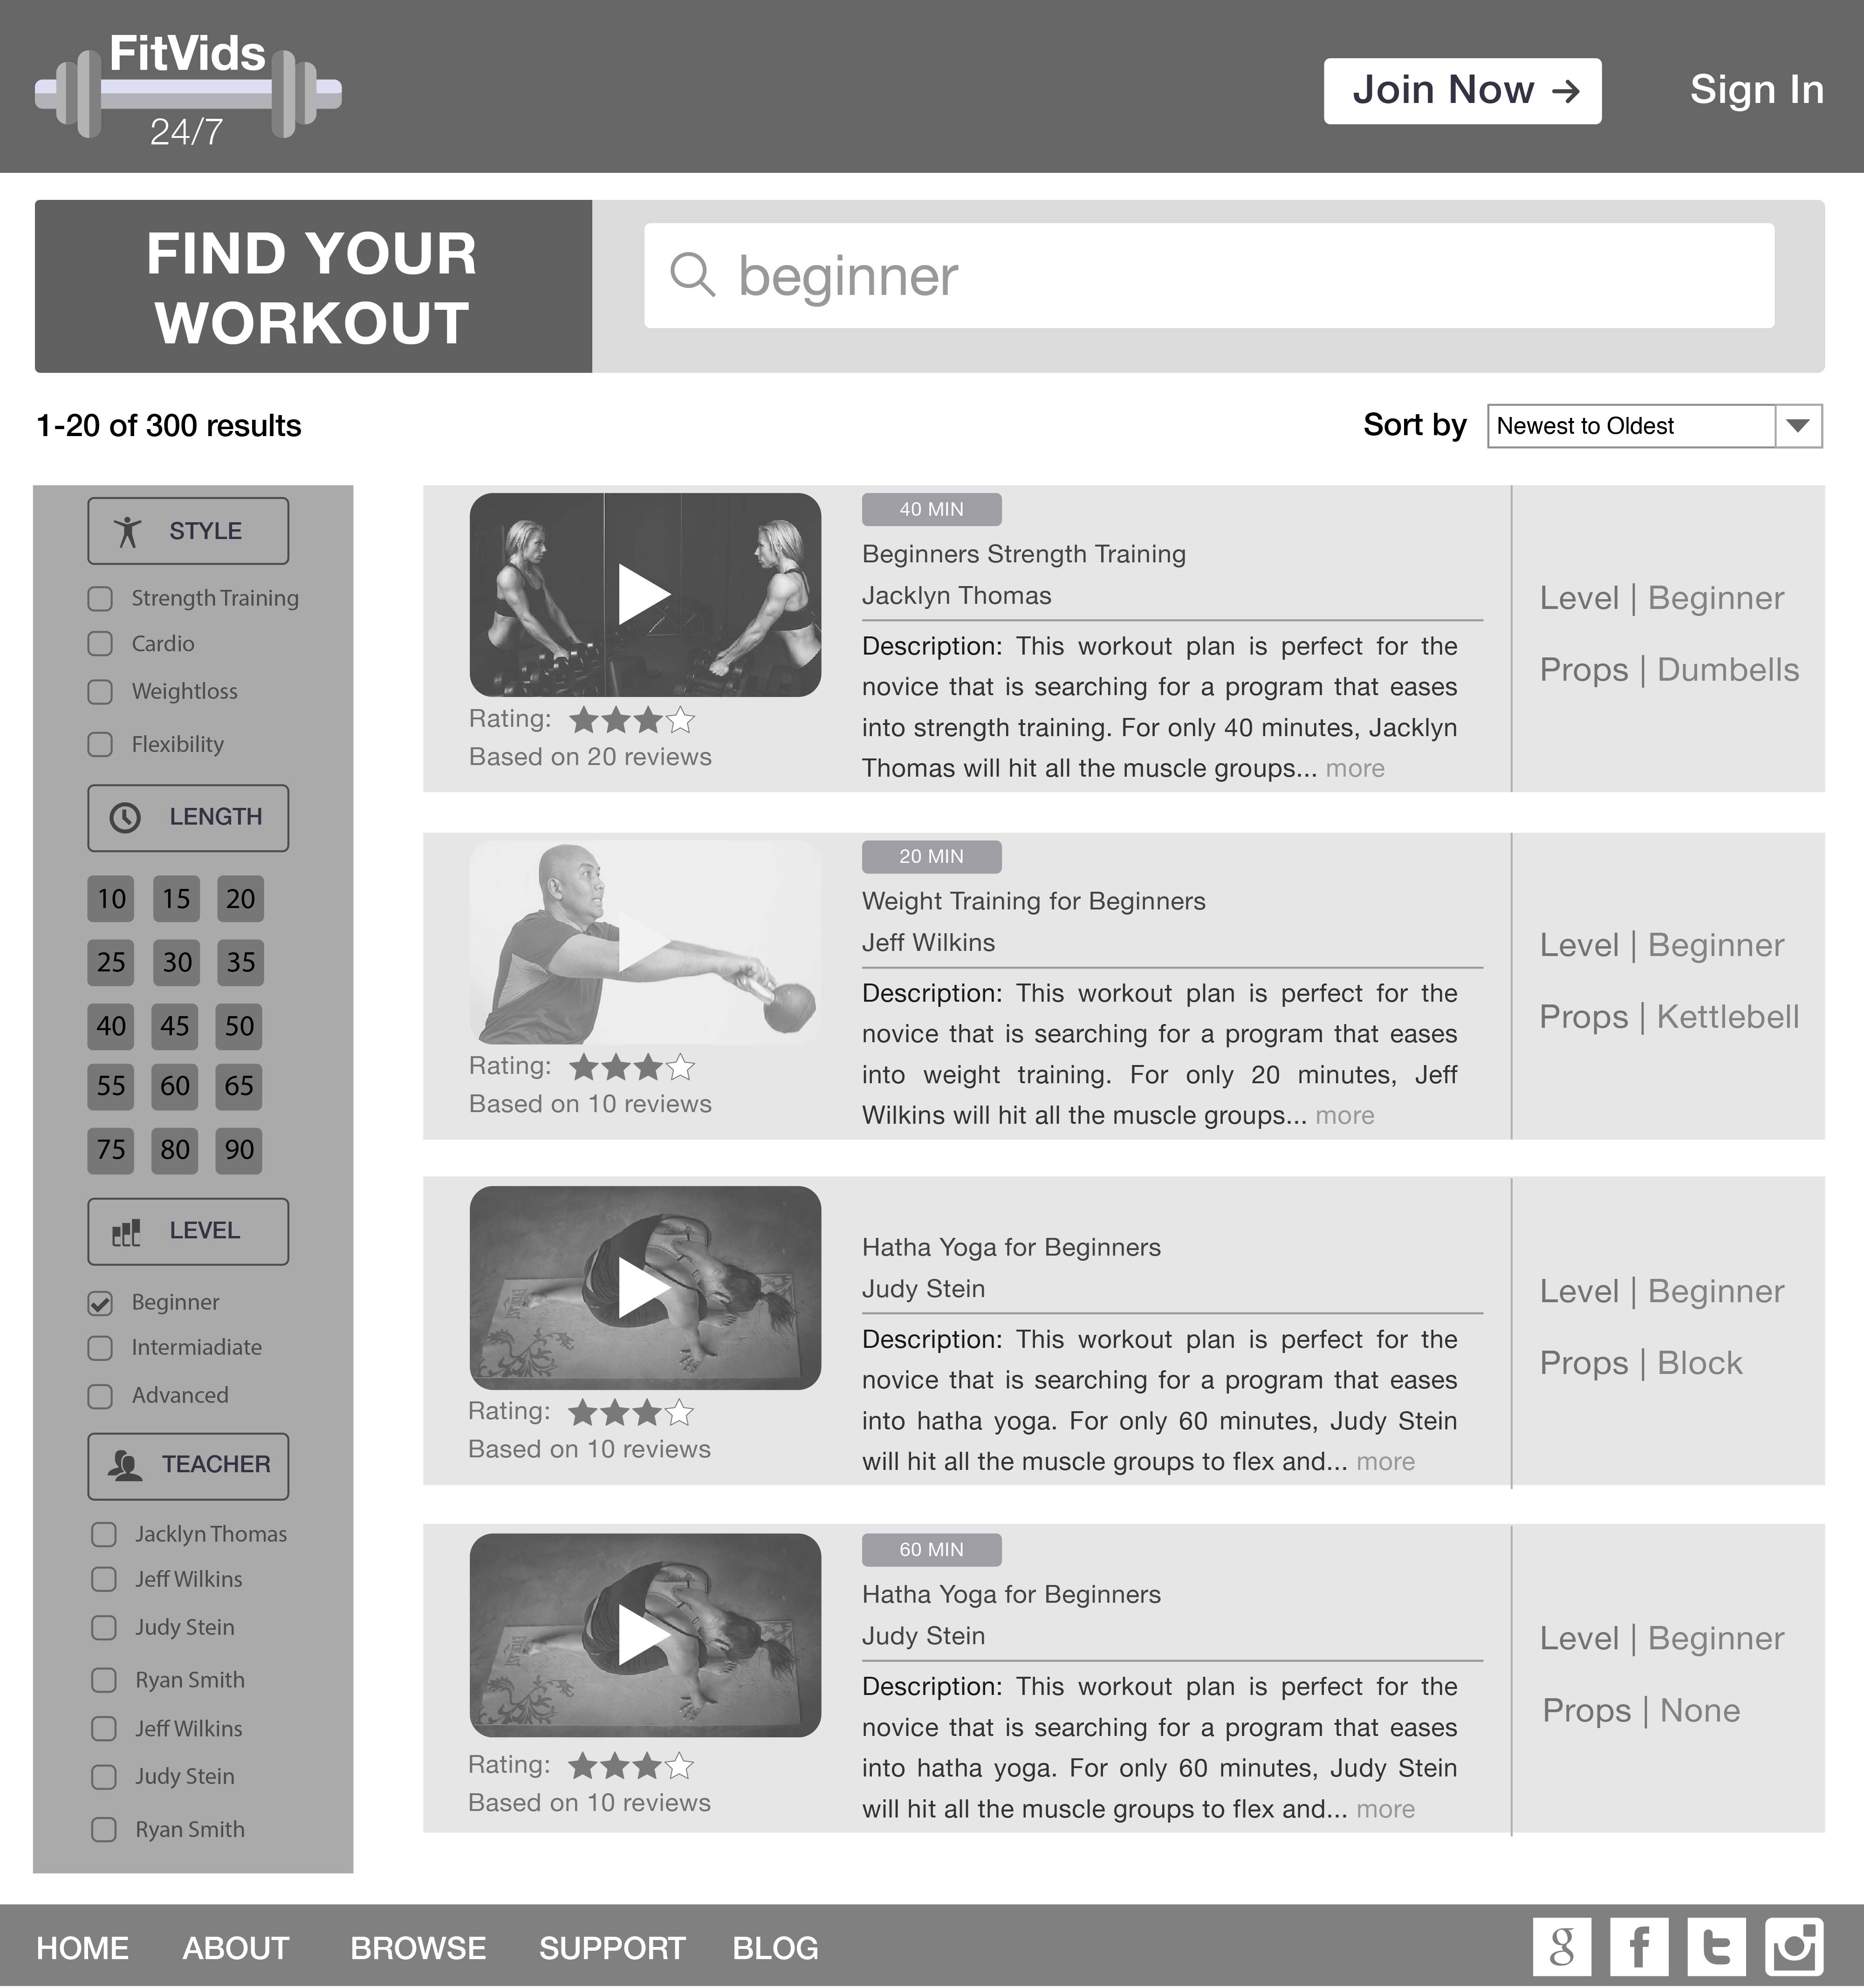 FitVids
24/7
Join Now
Sign In
FIND YOUR
WORKOUT
beginner
1-20 of 300 results
Sort by
Newest to Oldest
STYLE
Strength Training
Cardio
Weightloss
Flexibility
LENGTH
10 15 20
25 30 35
40 45 50
55 60 65
75 80 90
LEVEL
Beginner
Intermiadiate
Advanced
TEACHER
Jacklyn Thomas
Jeff Wilkins
Judy Stein
Ryan Smith
Jeff Wilkins
Judy Stein
Ryan Smith
Rating:
Based on 20 reviews
40 MIN
Beginners Strength Training
Jacklyn Thomas
Description: This workout plan is perfect for the
novice that is searching for a program that eases
into strength training. For only 40 minutes, Jacklyn
Thomas will hit all the muscle groups... more
Level | Beginner
Props | Dumbells
Rating:
Based on 10 reviews
20 MIN
Weight Training for Beginners
Jeff Wilkins
Description: This workout plan is perfect for the
novice that is searching for a program that eases
into weight training. For only 20 minutes, Jeff
Wilkins will hit all the muscle groups... more
Level | Beginner
Props | Kettlebell
Rating:
Based on 10 reviews
Hatha Yoga for Beginners
Judy Stein
Description: This workout plan is perfect for the
novice that is searching for a program that eases
into hatha yoga. For only 60 minutes, Judy Stein
will hit all the muscle groups to flex and... more
Level | Beginner
Props | Block
Rating:
Based on 10 reviews
60 MIN
Hatha Yoga for Beginners
Judy Stein
Description: This workout plan is perfect for the
novice that is searching for a program that eases
into hatha yoga. For only 60 minutes, Judy Stein
will hit all the muscle groups to flex and... more
Level | Beginner
Props | None
HOME ABOUT BROWSE SUPPORT BLOG